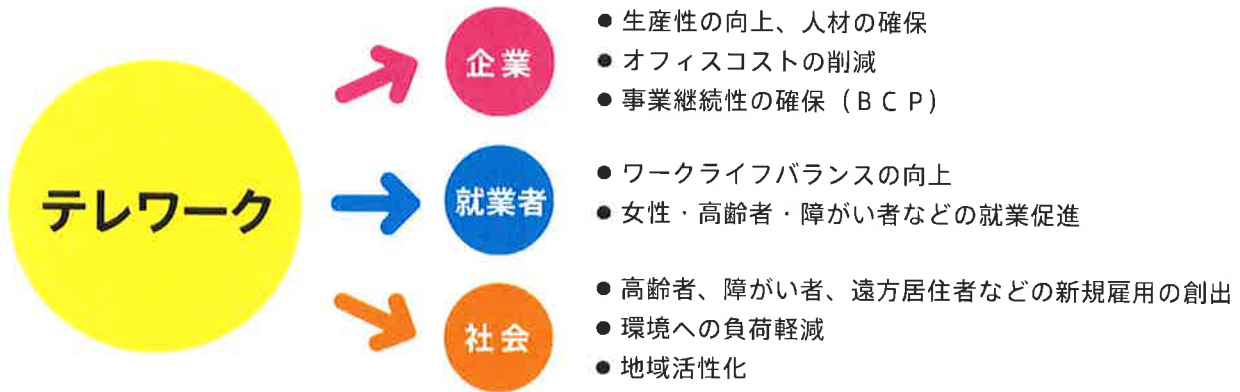 テレワーク
企業
● 生産性の向上、人材の確保
● オフィスコストの削減
● 事業継続性の確保（ＢＣＰ）
就業者
● ワークライフバランスの向上
● 女性・高齢者・障がい者などの就業促進
社会
● 高齢者、障がい者、遠方居住者などの新規雇用の創出
● 環境への負荷軽減
● 地域活性化